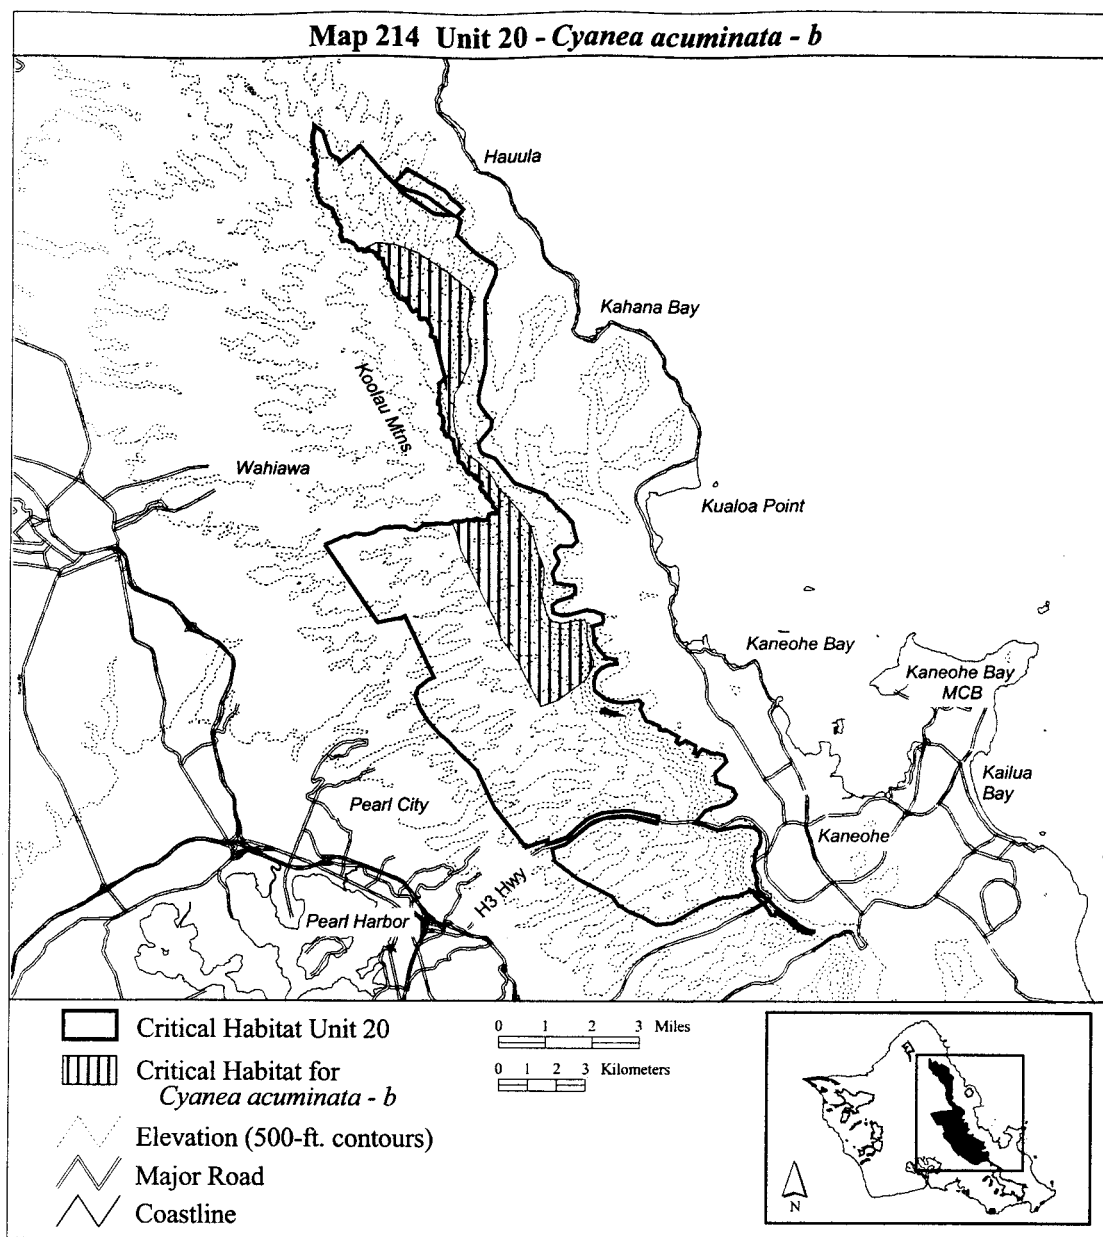 Map 214 Unit 20 - Cyanea acuminata - b
Hauula
Kahana Bay
Koolau Mtns.
Wahiawa
Kualoa Point
Kaneohe Bay
Kaneohe Bay
MCB
Kailua
Bay
Pearl City
Kaneohe
H3 Hwy
Pearl Harbor
Critical Habitat Unit 20
Critical Habitat for
Cyanea acuminata - b
Elevation (500-ft. contours)
Major Road
Coastline
0 1 2 3 Miles
0 1 2 3 Kilometers
N